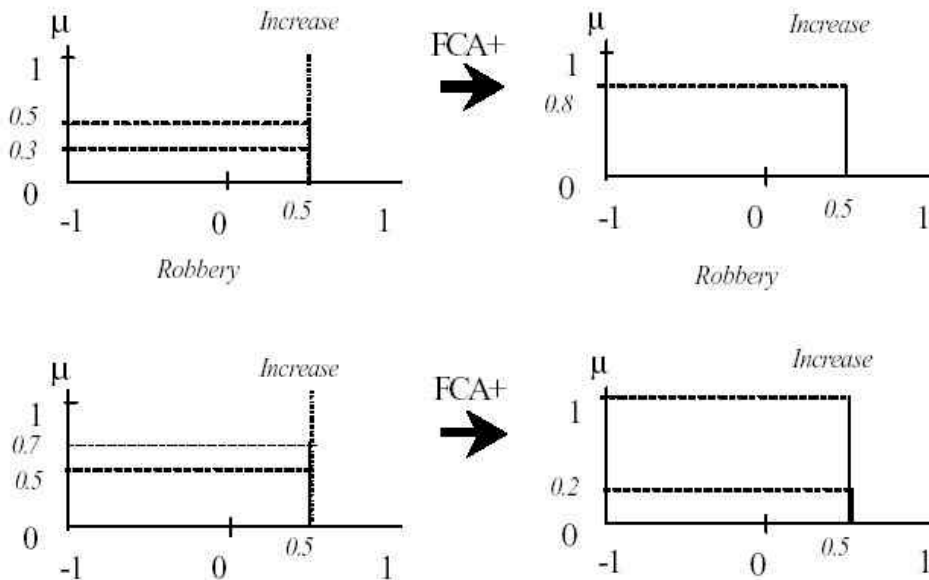 μ Increase
1
0.5
0.3
0
-1 0 0.5 1
Robbery
FCA+
μ Increase
1
0.8
0
-1 0 0.5 1
Robbery
μ Increase
1
0.7
0.5
0
-1 0 0.5 1
FCA+
μ Increase
1
0.2
0
-1 0 0.5 1